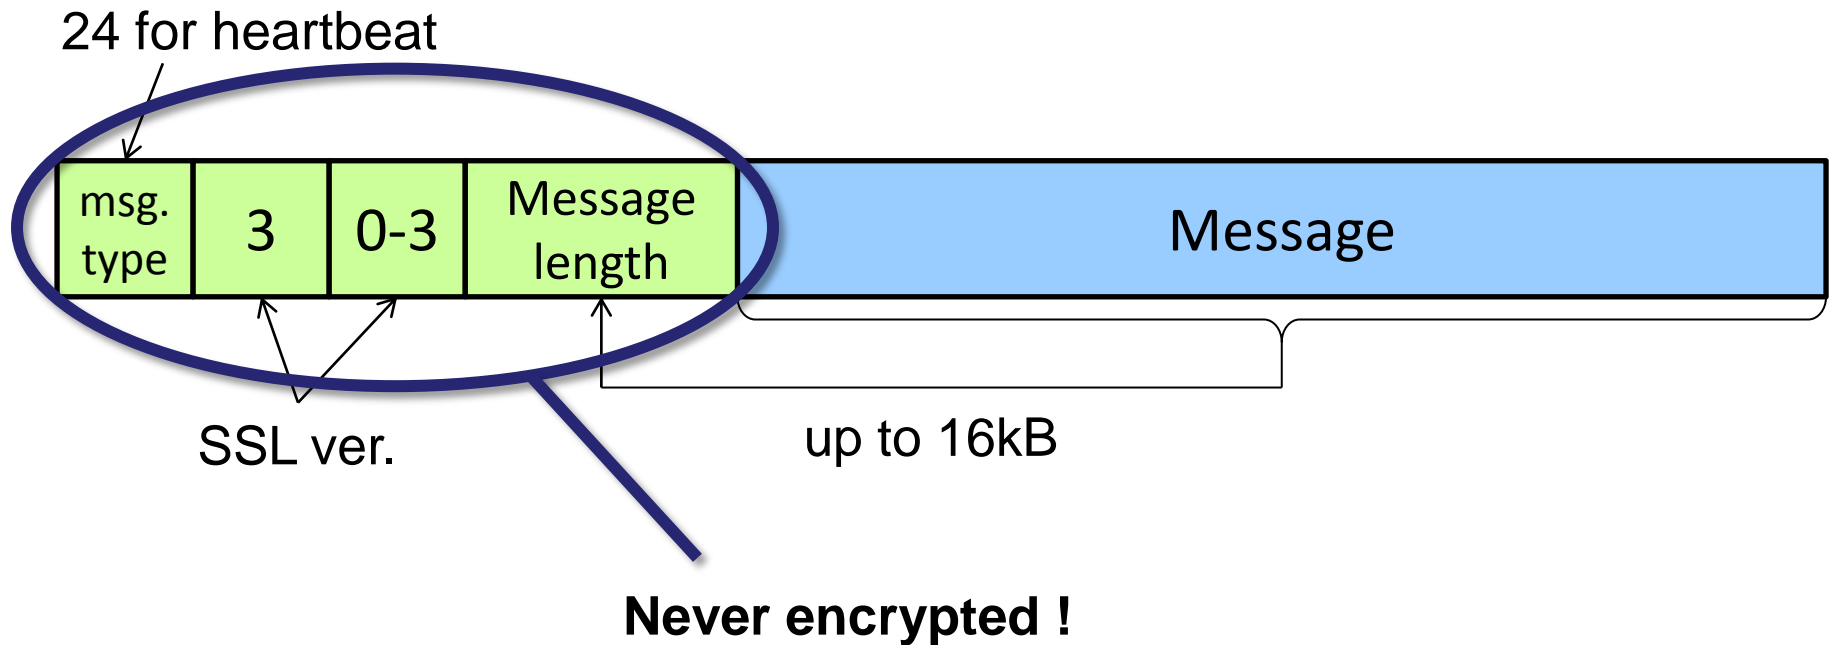 24 for heartbeat
msg.
type
3
0-3
Message
length
Message
SSL ver.
up to 16kB
Never encrypted !